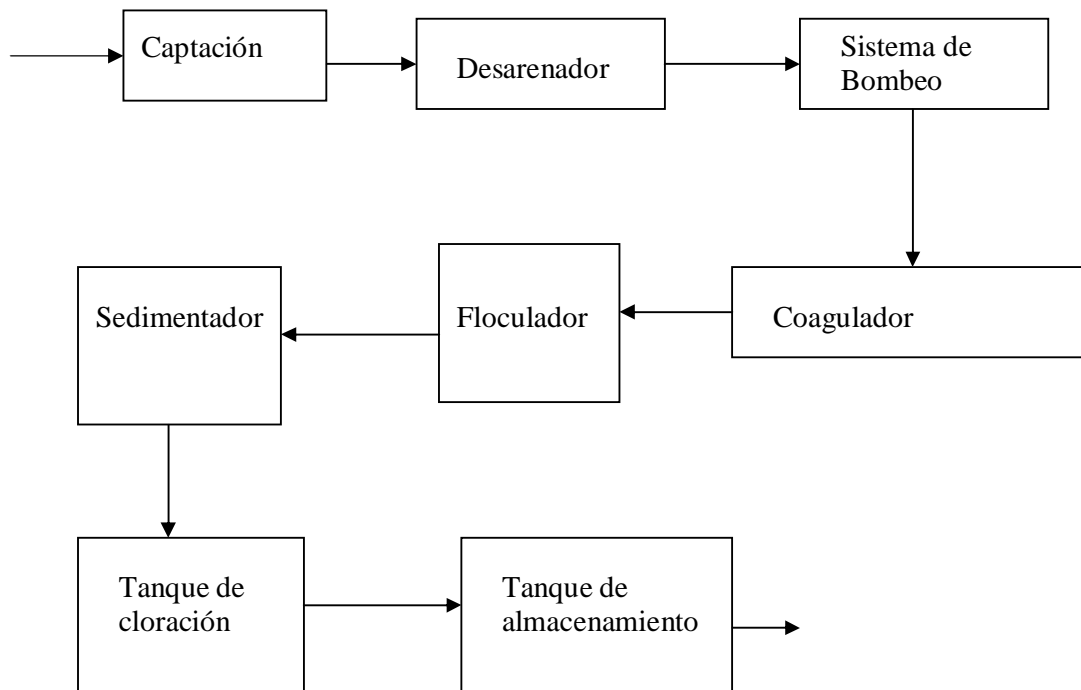 Captación
Desarenador
Sistema de
Bombeo
Coagulador
Floculador
Sedimentador
Tanque de
cloración
Tanque de
almacenamiento